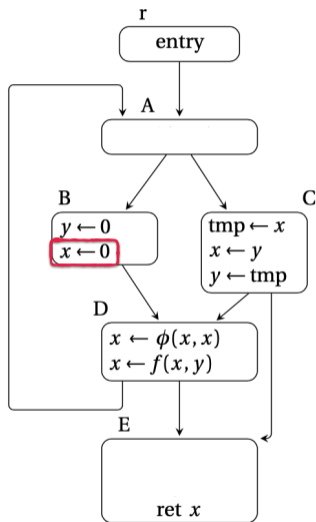 r
entry
A
B
y ← 0
x ← 0
C
tmp ← x
x ← y
y ← tmp
D
x ← ϕ(x, x)
x ← f(x, y)
E
ret x